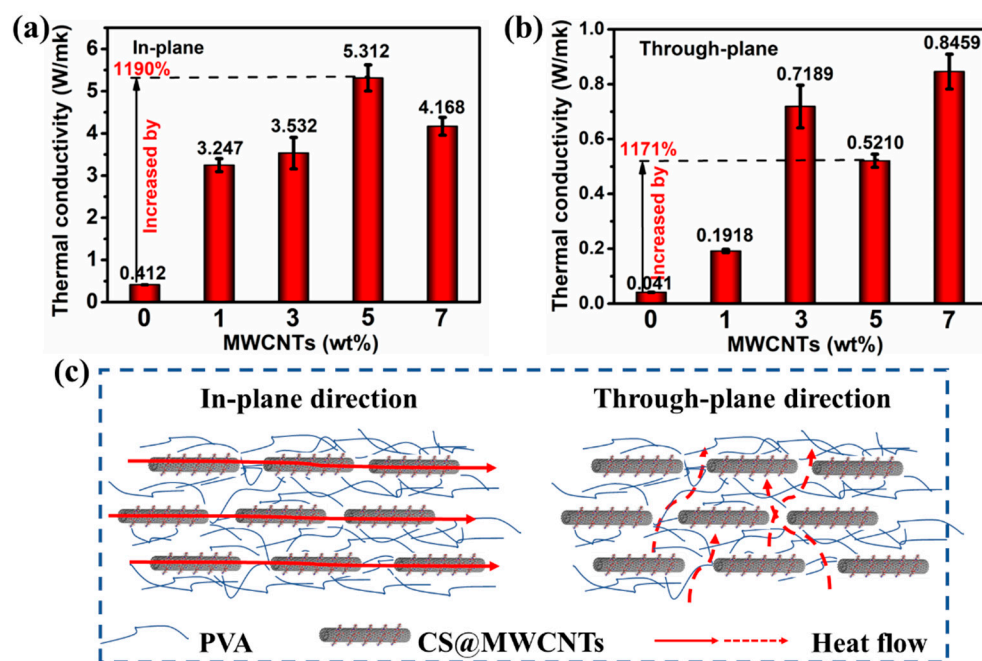 (a)
In-plane
1190%
Increased by
0.412
3.247
3.532
5.312
4.168
Thermal conductivity (W/mk)
6
5
4
3
2
1
0
0 1 3 5 7
MWCNTs (wt%)
(b)
Through-plane
1171%
Increased by
0.041
0.1918
0.7189
0.5210
0.8459
Thermal conductivity (W/mk)
1.0
0.8
0.6
0.4
0.2
0.0
0 1 3 5 7
MWCNTs (wt%)
(c)
In-plane direction
Through-plane direction
PVA
CS@MWCNTs
Heat flow